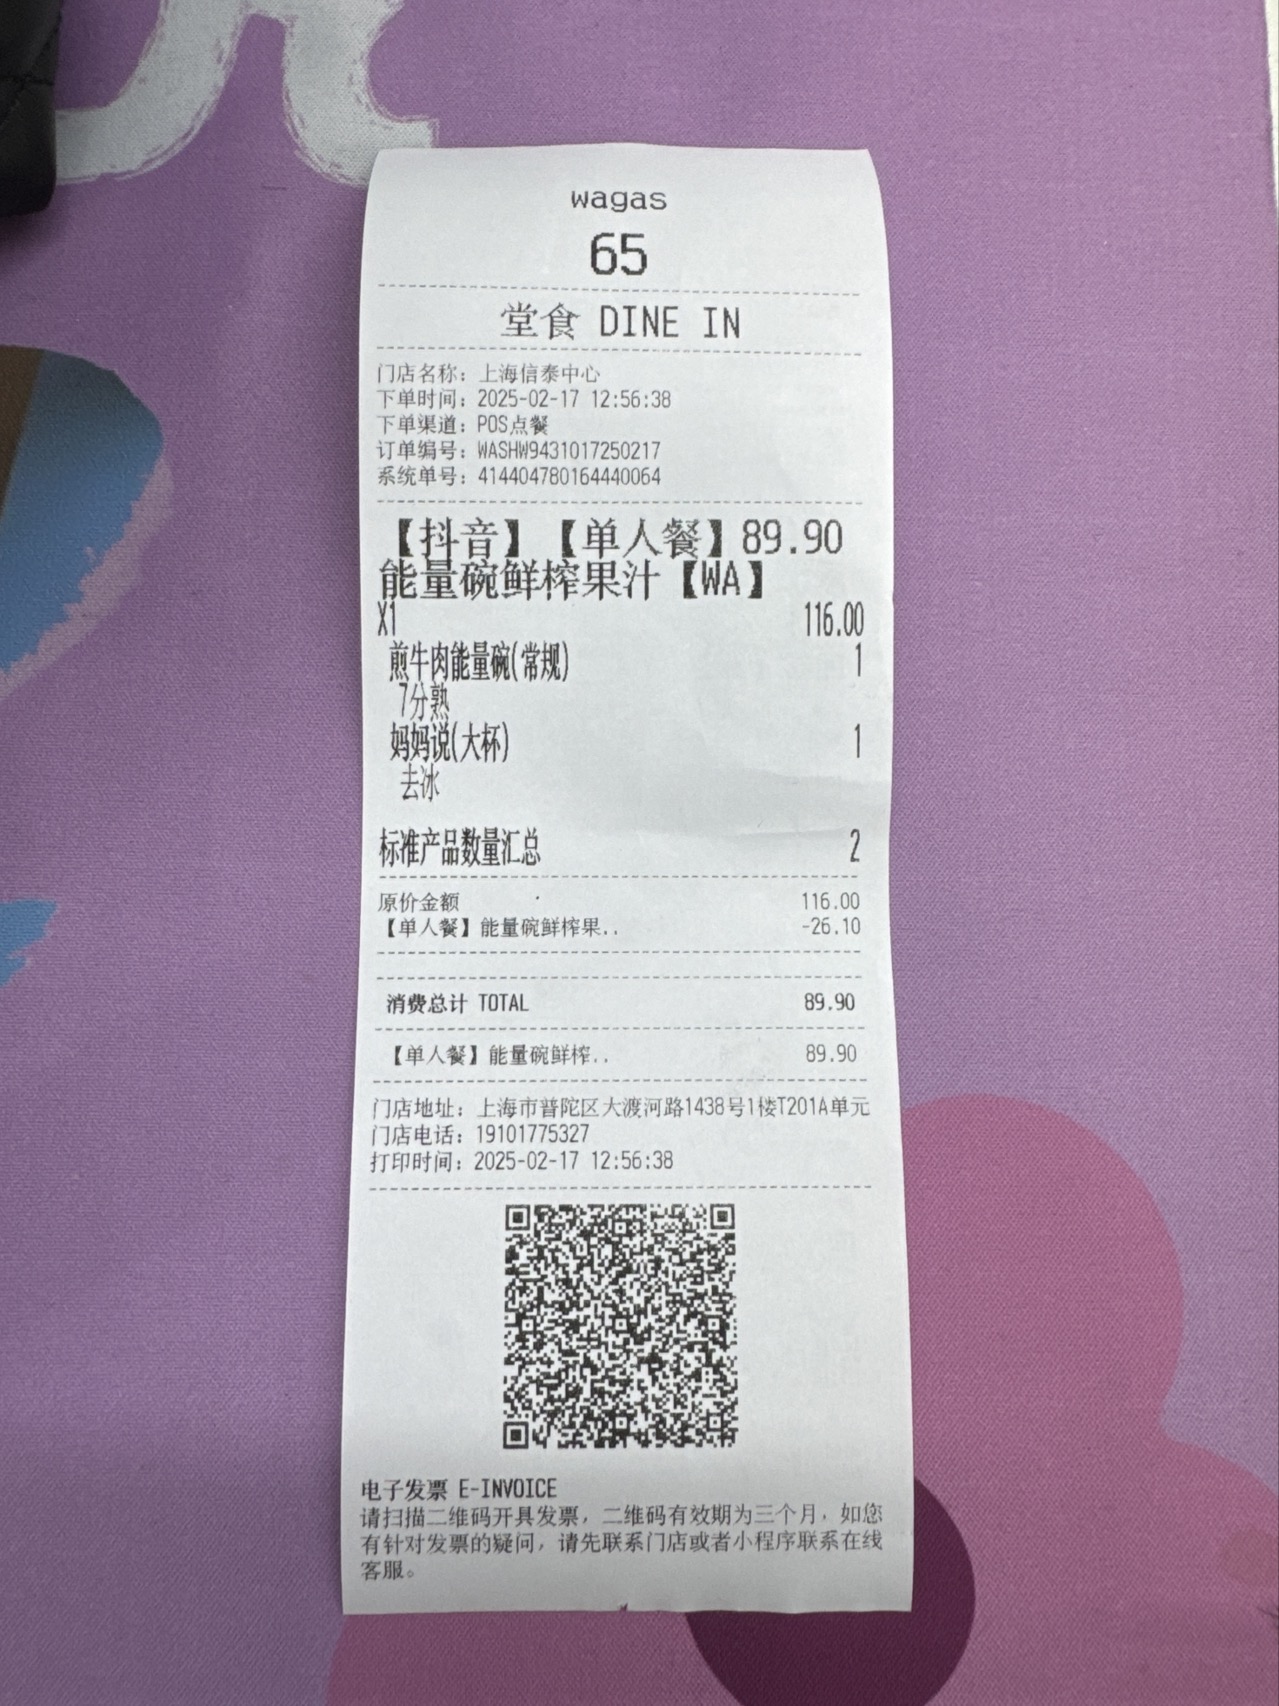 wagas
65
堂食 DINE IN
门店名称: 上海信泰中心
下单时间: 2025-02-17 12:56:38
下单渠道: POS点餐
订单编号: WASHW9431017250217
系统单号: 414404780164440064
【抖音】【单人餐】89.90
能量碗鲜榨果汁【WA】
X1 116.00
煎牛肉能量碗(常规) 1
7分熟
妈妈说(大杯) 1
去冰
标准产品数量汇总 2
原价金额 116.00
【单人餐】能量碗鲜榨果.. -26.10
消费总计 TOTAL 89.90
【单人餐】能量碗鲜榨.. 89.90
门店地址: 上海市普陀区大渡河路1438号1楼T201A单元
门店电话: 19101775327
打印时间: 2025-02-17 12:56:38
电子发票 E-INVOICE
请扫描二维码开具发票，二维码有效期为三个月，如您
有针对发票的疑问，请先联系门店或者小程序联系在线
客服。